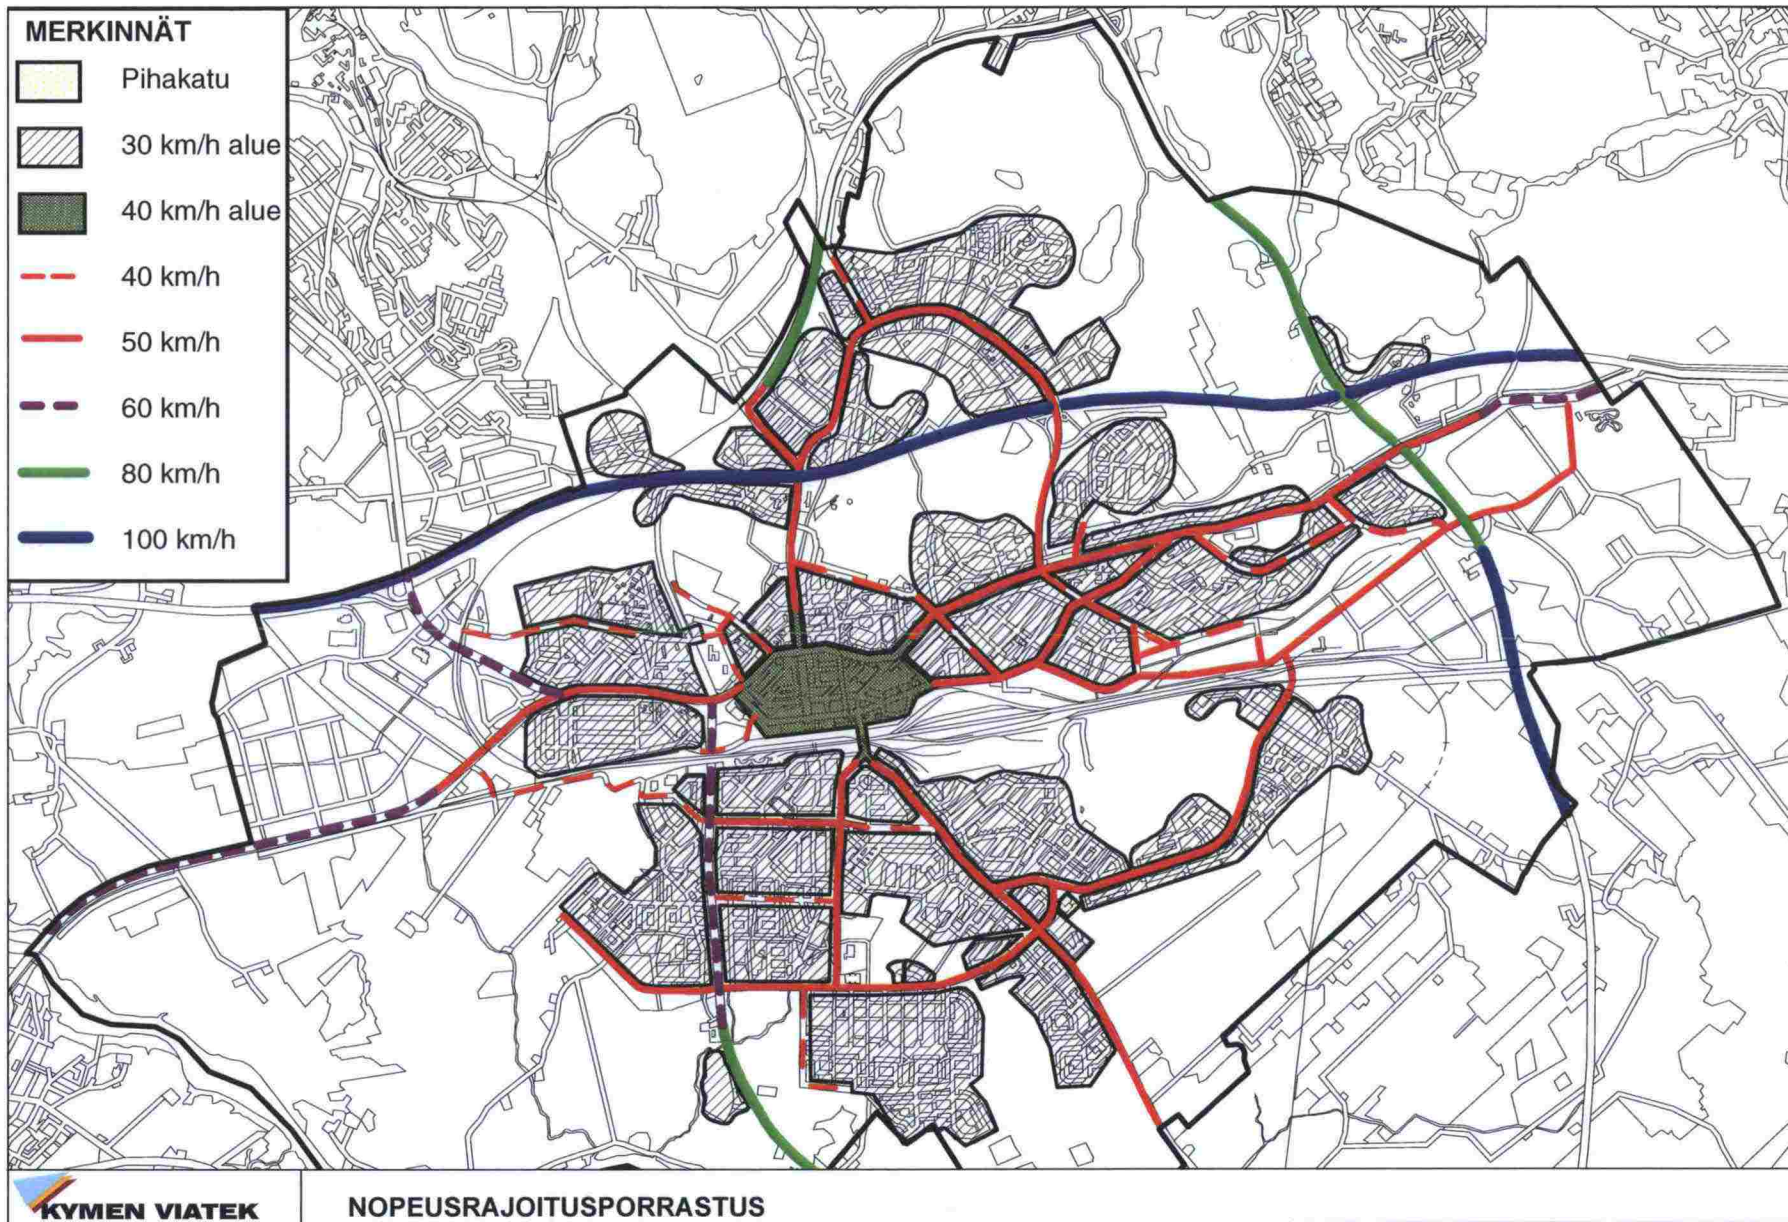 MERKINNÄT
Pihakatu
30 km/h alue
40 km/h alue
40 km/h
50 km/h
60 km/h
80 km/h
100 km/h
KYMEN VIATEK
NOPEUSRAJOITUSPORRASTUS